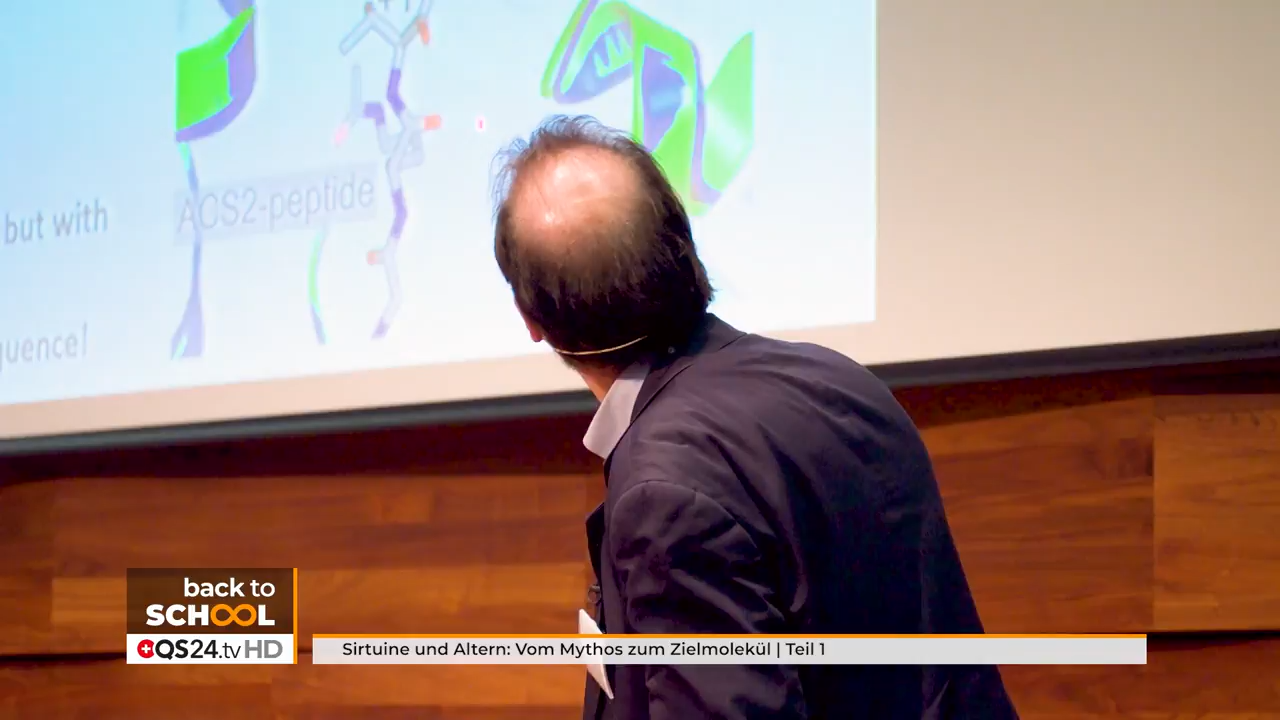 but with
ACS2-peptide
back to
SCHOOL
QS24.tv HD
Sirtuine und Altern: Vom Mythos zum Zielmolekül | Teil 1